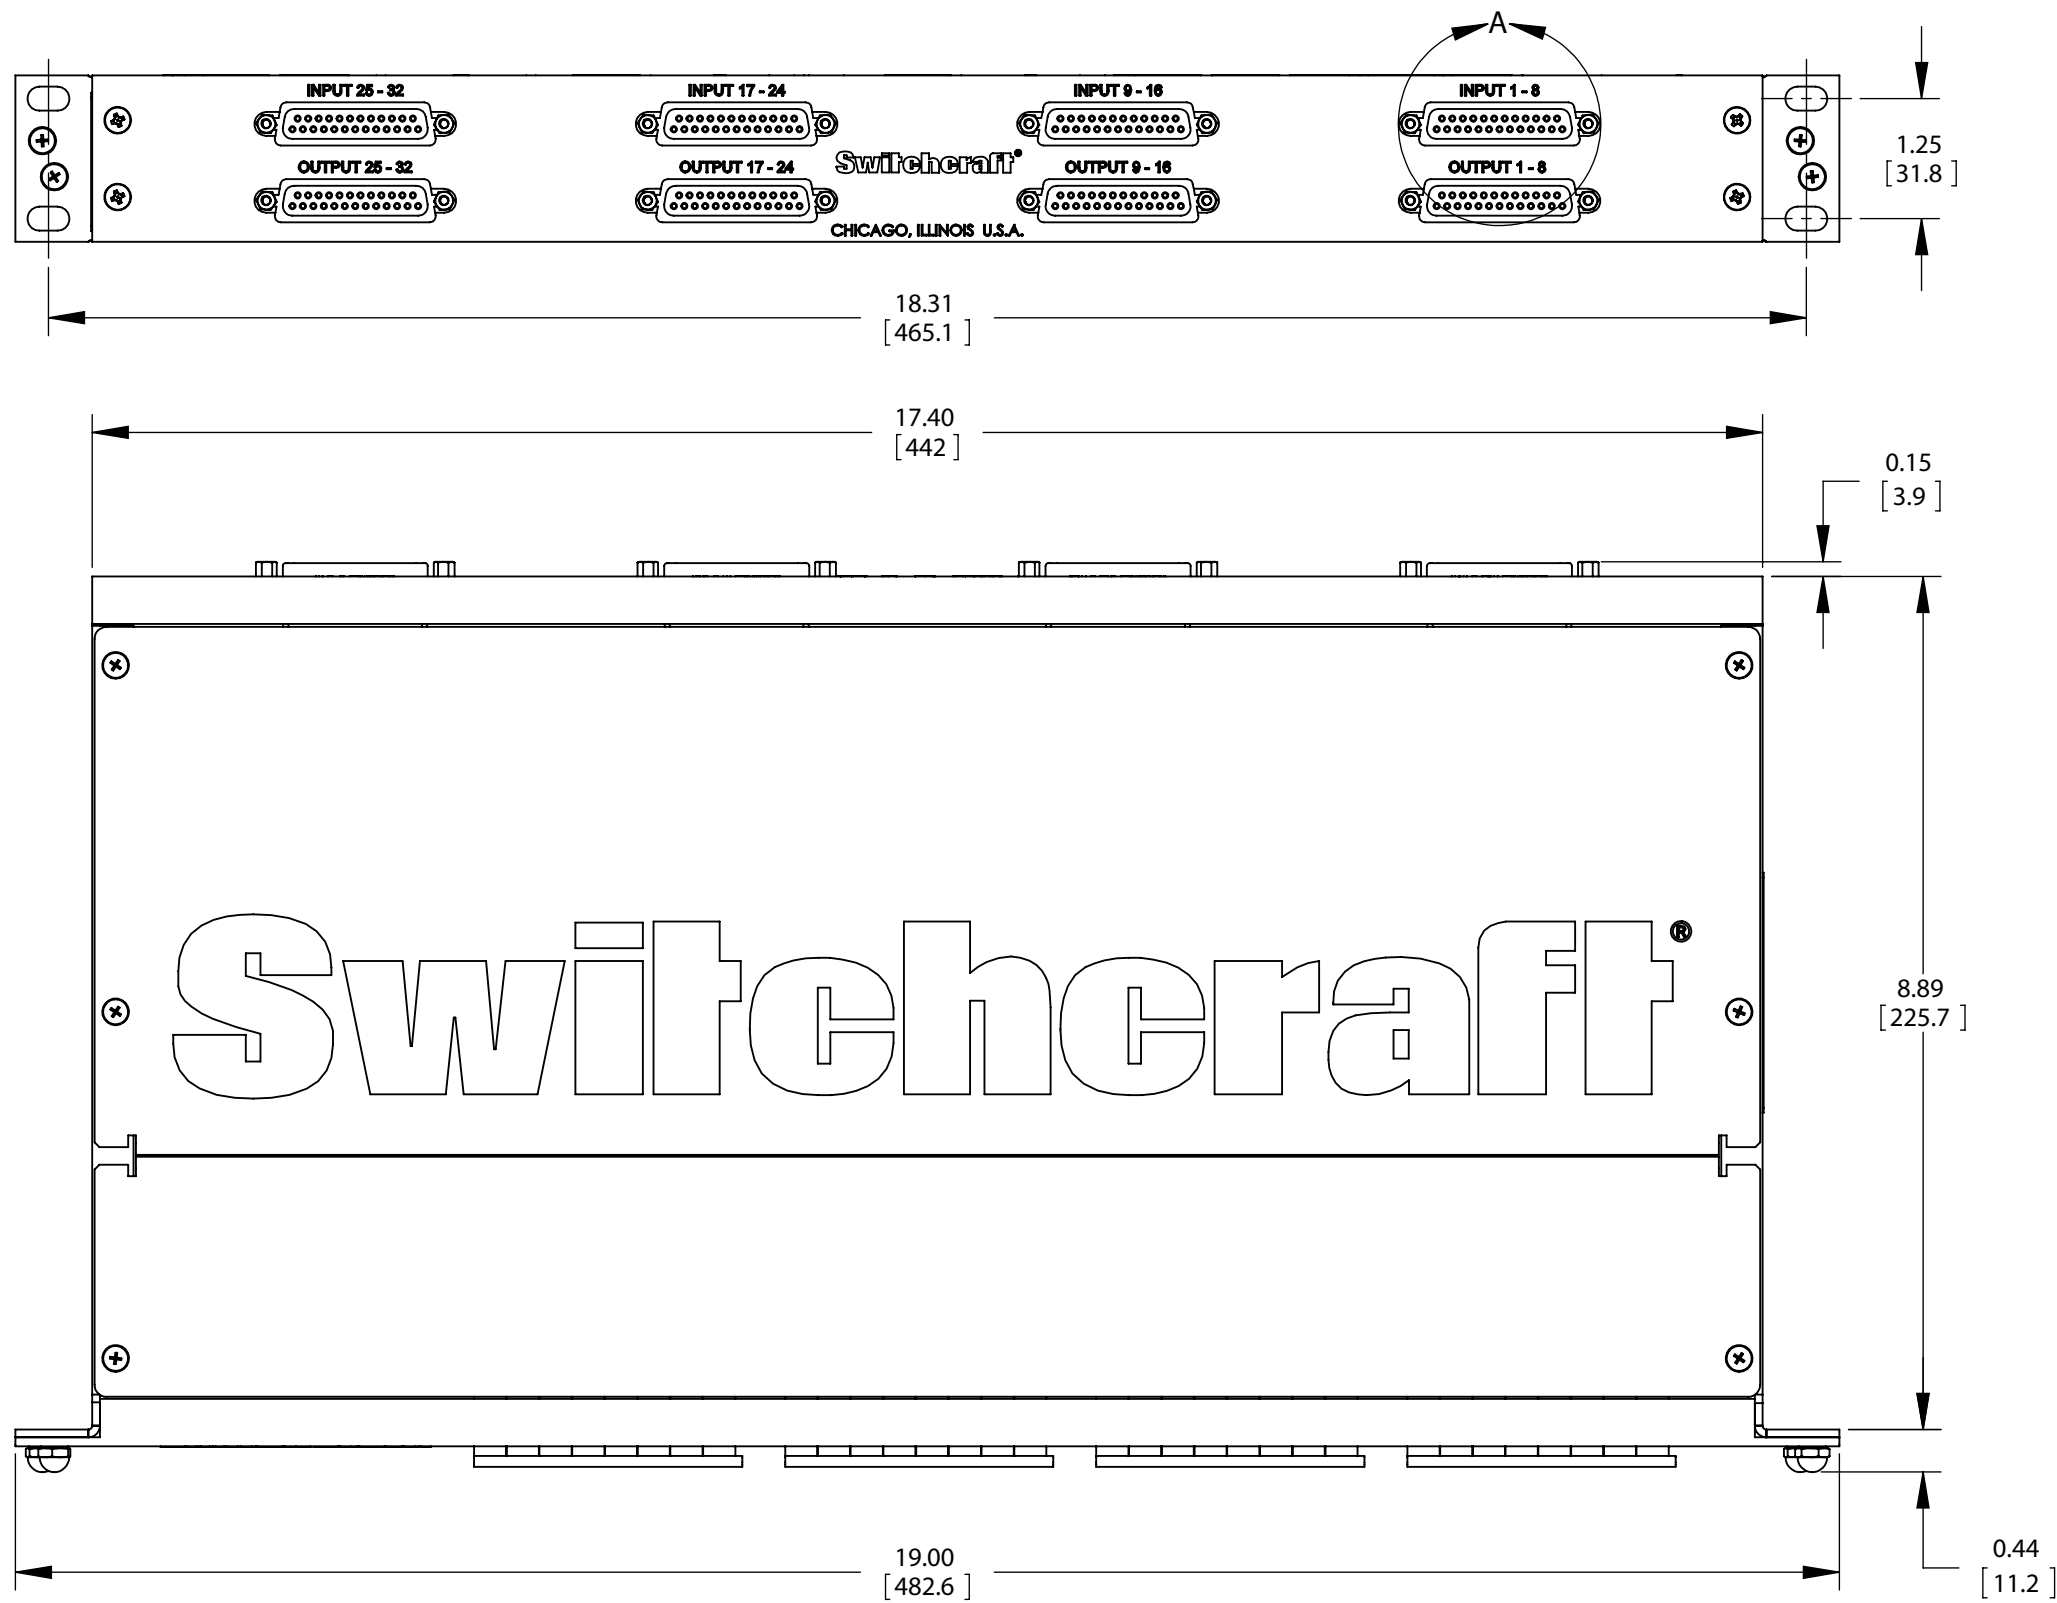 A
INPUT 25 - 32
INPUT 17 - 24
INPUT 9 - 16
INPUT 1 - 8
OUTPUT 25 - 32
OUTPUT 17 - 24
Switchcraft®
OUTPUT 9 - 16
OUTPUT 1 - 8
CHICAGO, ILLINOIS U.S.A.
1.25
[31.8]
18.31
[465.1]
17.40
[442]
0.15
[3.9]
Switchcraft®
8.89
[225.7]
19.00
[482.6]
0.44
[11.2]